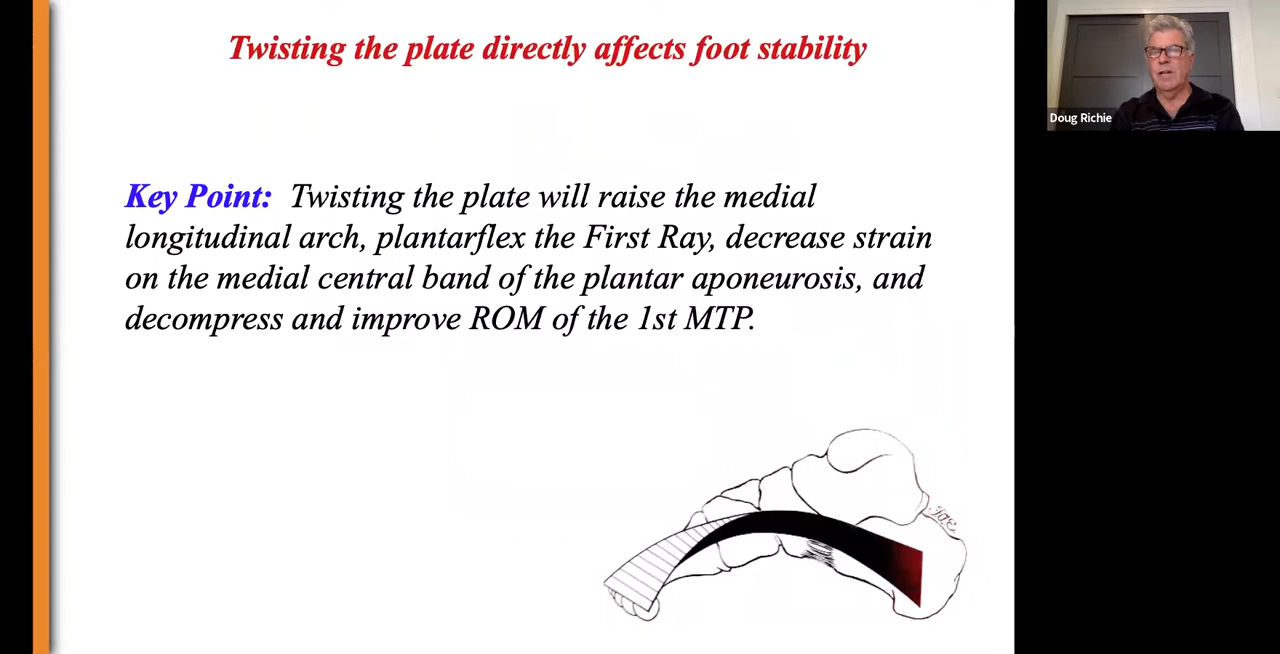 Twisting the plate directly affects foot stability
Key Point: Twisting the plate will raise the medial
longitudinal arch, plantarflex the First Ray, decrease strain
on the medial central band of the plantar aponeurosis, and
decompress and improve ROM of the 1st MTP.
Doug Richie